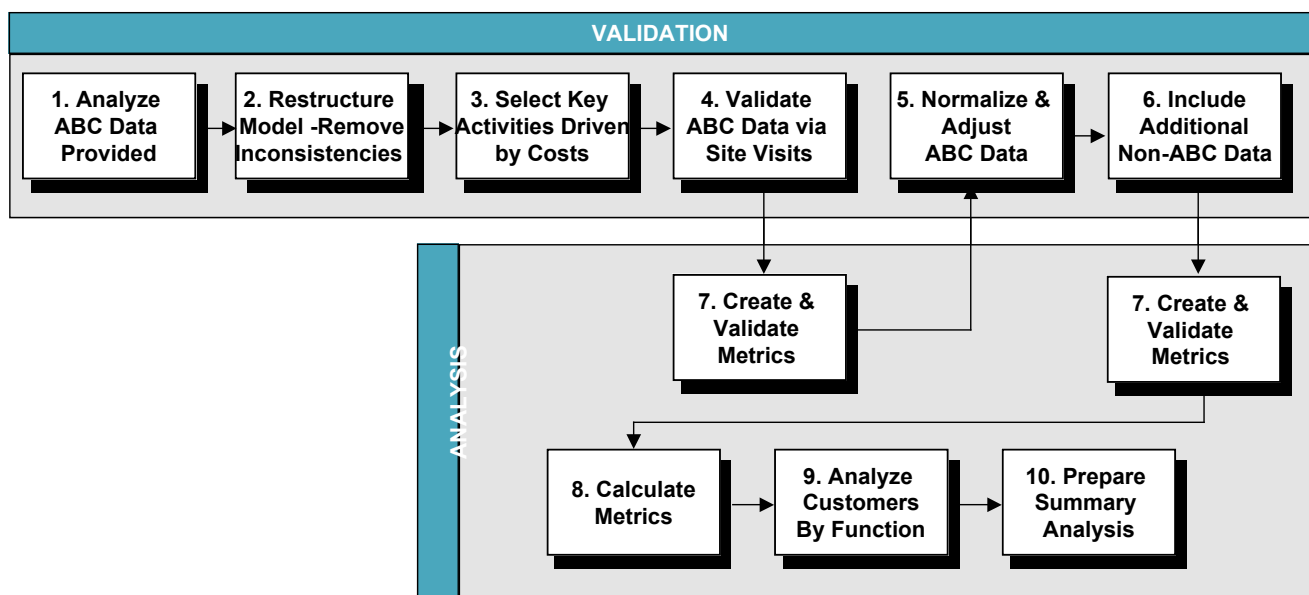 VALIDATION
1. Analyze
ABC Data
Provided
2. Restructure
Model -Remove
Inconsistencies
3. Select Key
Activities Driven
by Costs
4. Validate
ABC Data via
Site Visits
5. Normalize &
Adjust
ABC Data
6. Include
Additional
Non-ABC Data
ANALYSIS
7. Create &
Validate
Metrics
7. Create &
Validate
Metrics
8. Calculate
Metrics
9. Analyze
Customers
By Function
10. Prepare
Summary
Analysis